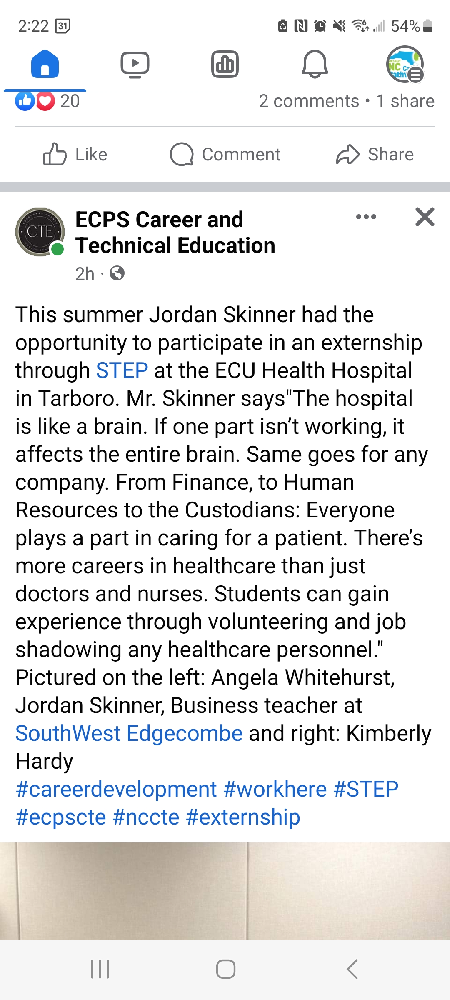 2:22 31 54%
NC
20 2 comments • 1 share
Like Comment Share
CTE
ECPS Career and
Technical Education
2h ·
This summer Jordan Skinner had the
opportunity to participate in an externship
through STEP at the ECU Health Hospital
in Tarboro. Mr. Skinner says"The hospital
is like a brain. If one part isn’t working, it
affects the entire brain. Same goes for any
company. From Finance, to Human
Resources to the Custodians: Everyone
plays a part in caring for a patient. There’s
more careers in healthcare than just
doctors and nurses. Students can gain
experience through volunteering and job
shadowing any healthcare personnel."
Pictured on the left: Angela Whitehurst,
Jordan Skinner, Business teacher at
SouthWest Edgecombe and right: Kimberly
Hardy
#careerdevelopment #workhere #STEP
#ecpscte #nccte #externship